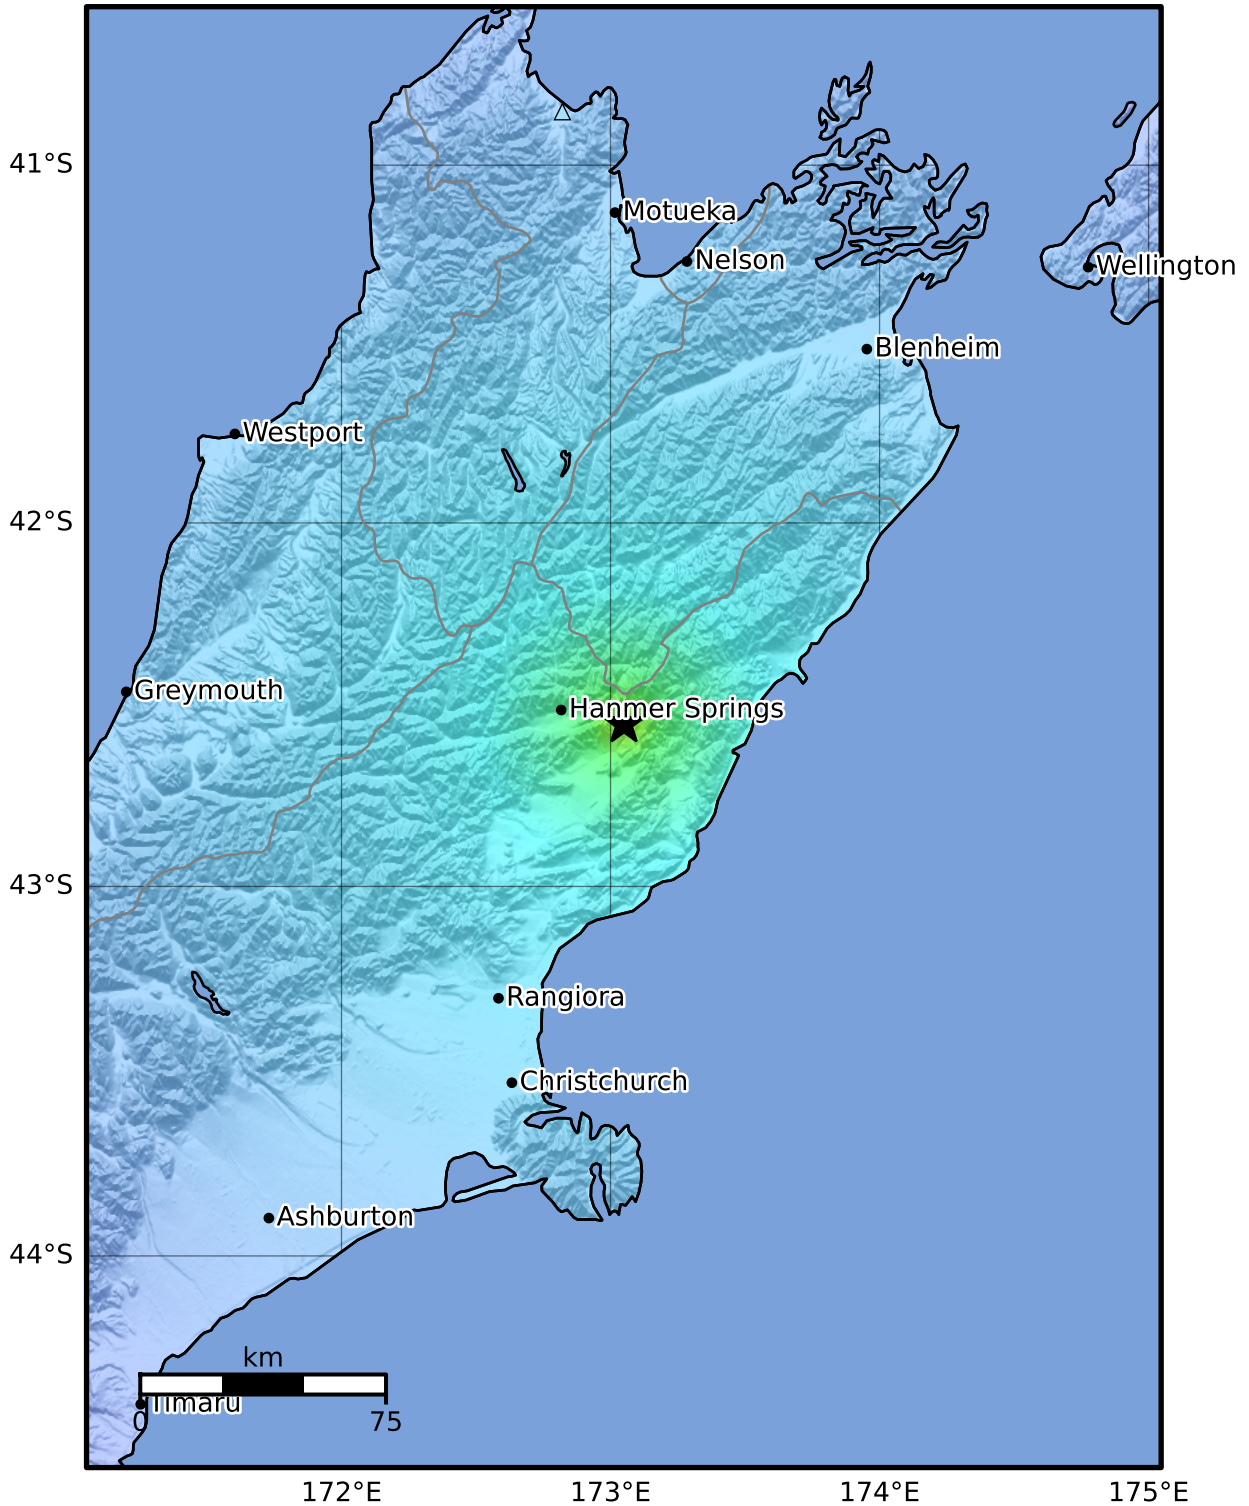 41°S
Motueka
Nelson
Wellington
Blenheim
Westport
42°S
Greymouth
Hanmer Springs
43°S
Rangiora
Christchurch
Ashburton
44°S
km
Timaru
0 75
172°E 173°E 174°E 175°E